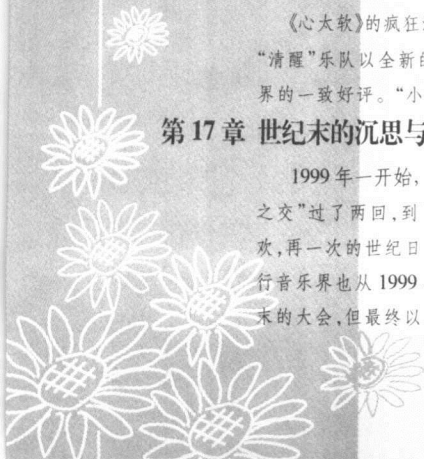 《心太软》的疯狂
“清醒”乐队以全新的
界的一致好评。“小
第17章 世纪末的沉思与
1999年一开始,
之交”过了两回,到
欢,再一次的世纪日
行音乐界也从1999
末的大会,但最终以